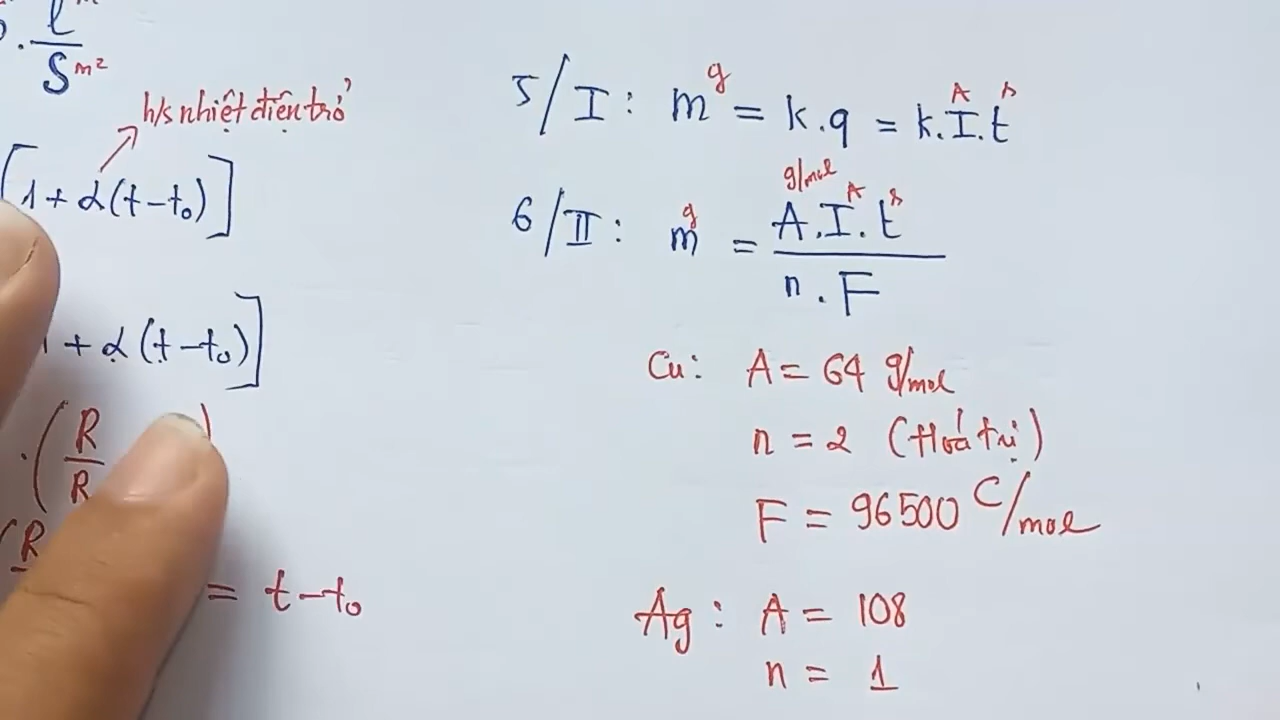 . l / S m²
h/s nhiệt điện trở
[1 + α(t - t₀)]
+ α(t - t₀)]
. (R / R )
(R = t - t₀
5/ I: m g = k.q = k.I A.t s
6/ II: m g = A g/mol.I A.t s / n.F
Cu: A = 64 g/mol
n = 2 (Hoá trị)
F = 96500 C/mol
Ag: A = 108
n = 1